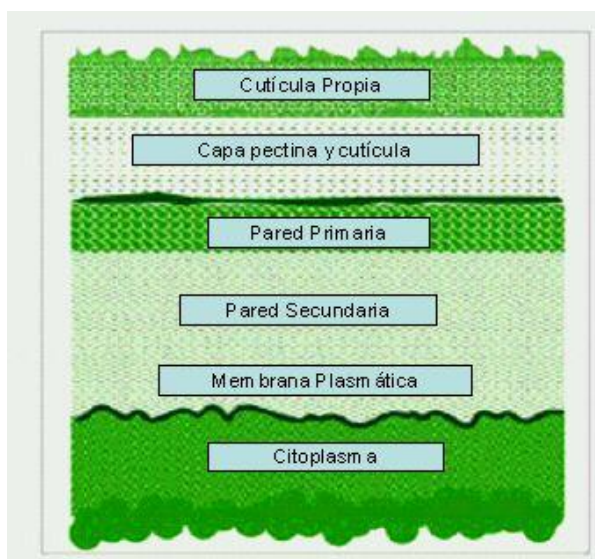 Cutícula Propia
Capa pectina y cutícula
Pared Primaria
Pared Secundaria
Membrana Plasmática
Citoplasma